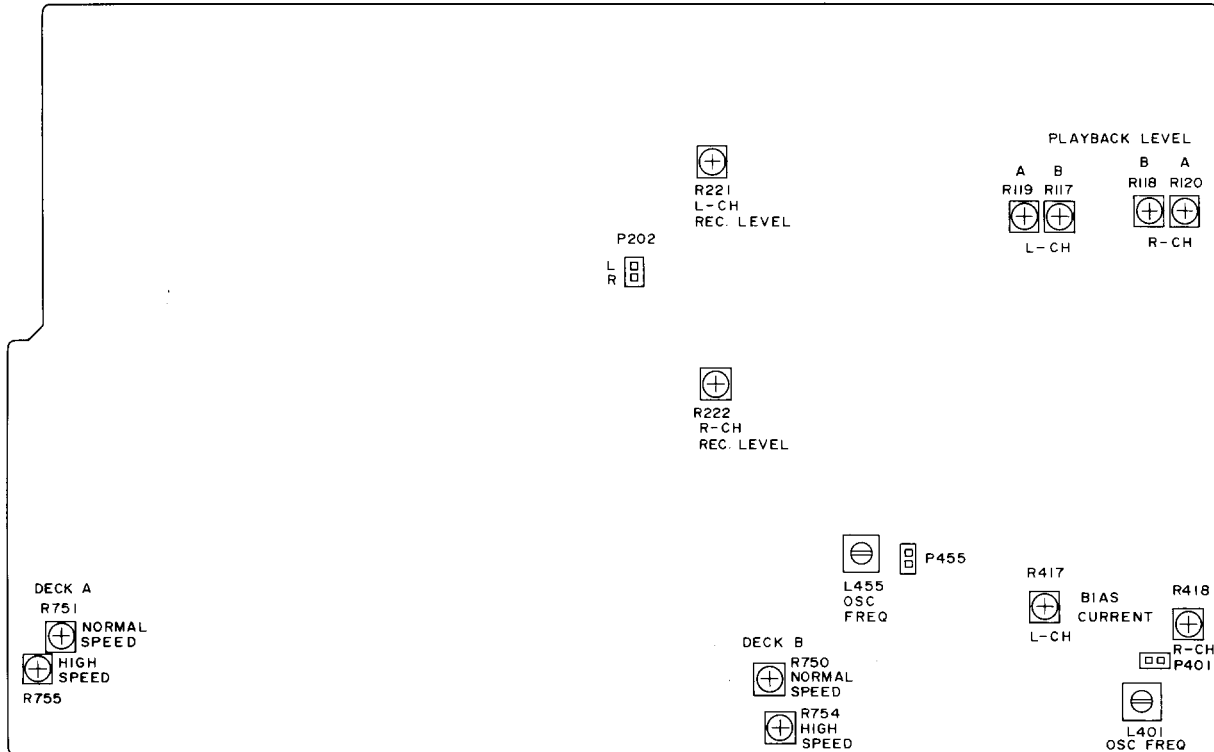 PLAYBACK LEVEL
A B
R119 R117
L-CH
B A
R118 R120
R-CH
R221
L-CH
REC. LEVEL
P202
L
R
R222
R-CH
REC. LEVEL
L455
OSC
FREQ
P455
R417
L-CH
BIAS
CURRENT
R418
R-CH
P401
L401
OSC FREQ
DECK A
R751
NORMAL
SPEED
HIGH
SPEED
R755
DECK B
R750
NORMAL
SPEED
R754
HIGH
SPEED